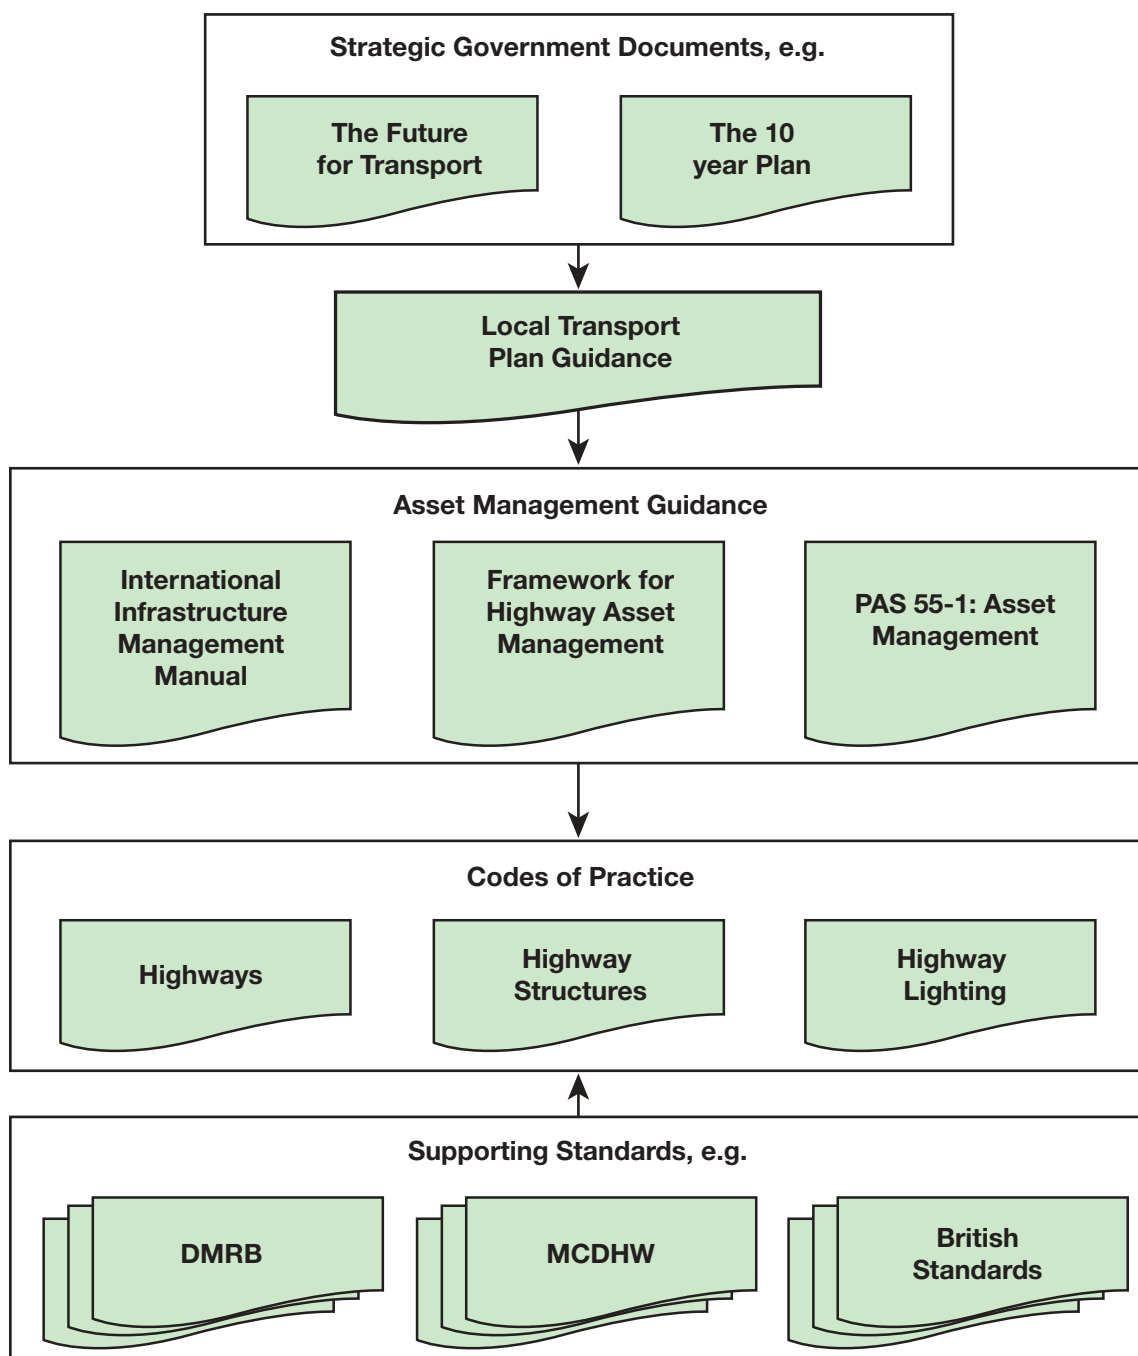 Strategic Government Documents, e.g.
The Future
for Transport
The 10
year Plan
Local Transport
Plan Guidance
Asset Management Guidance
International
Infrastructure
Management
Manual
Framework for
Highway Asset
Management
PAS 55-1: Asset
Management
Codes of Practice
Highways
Highway
Structures
Highway
Lighting
Supporting Standards, e.g.
DMRB
MCDHW
British
Standards